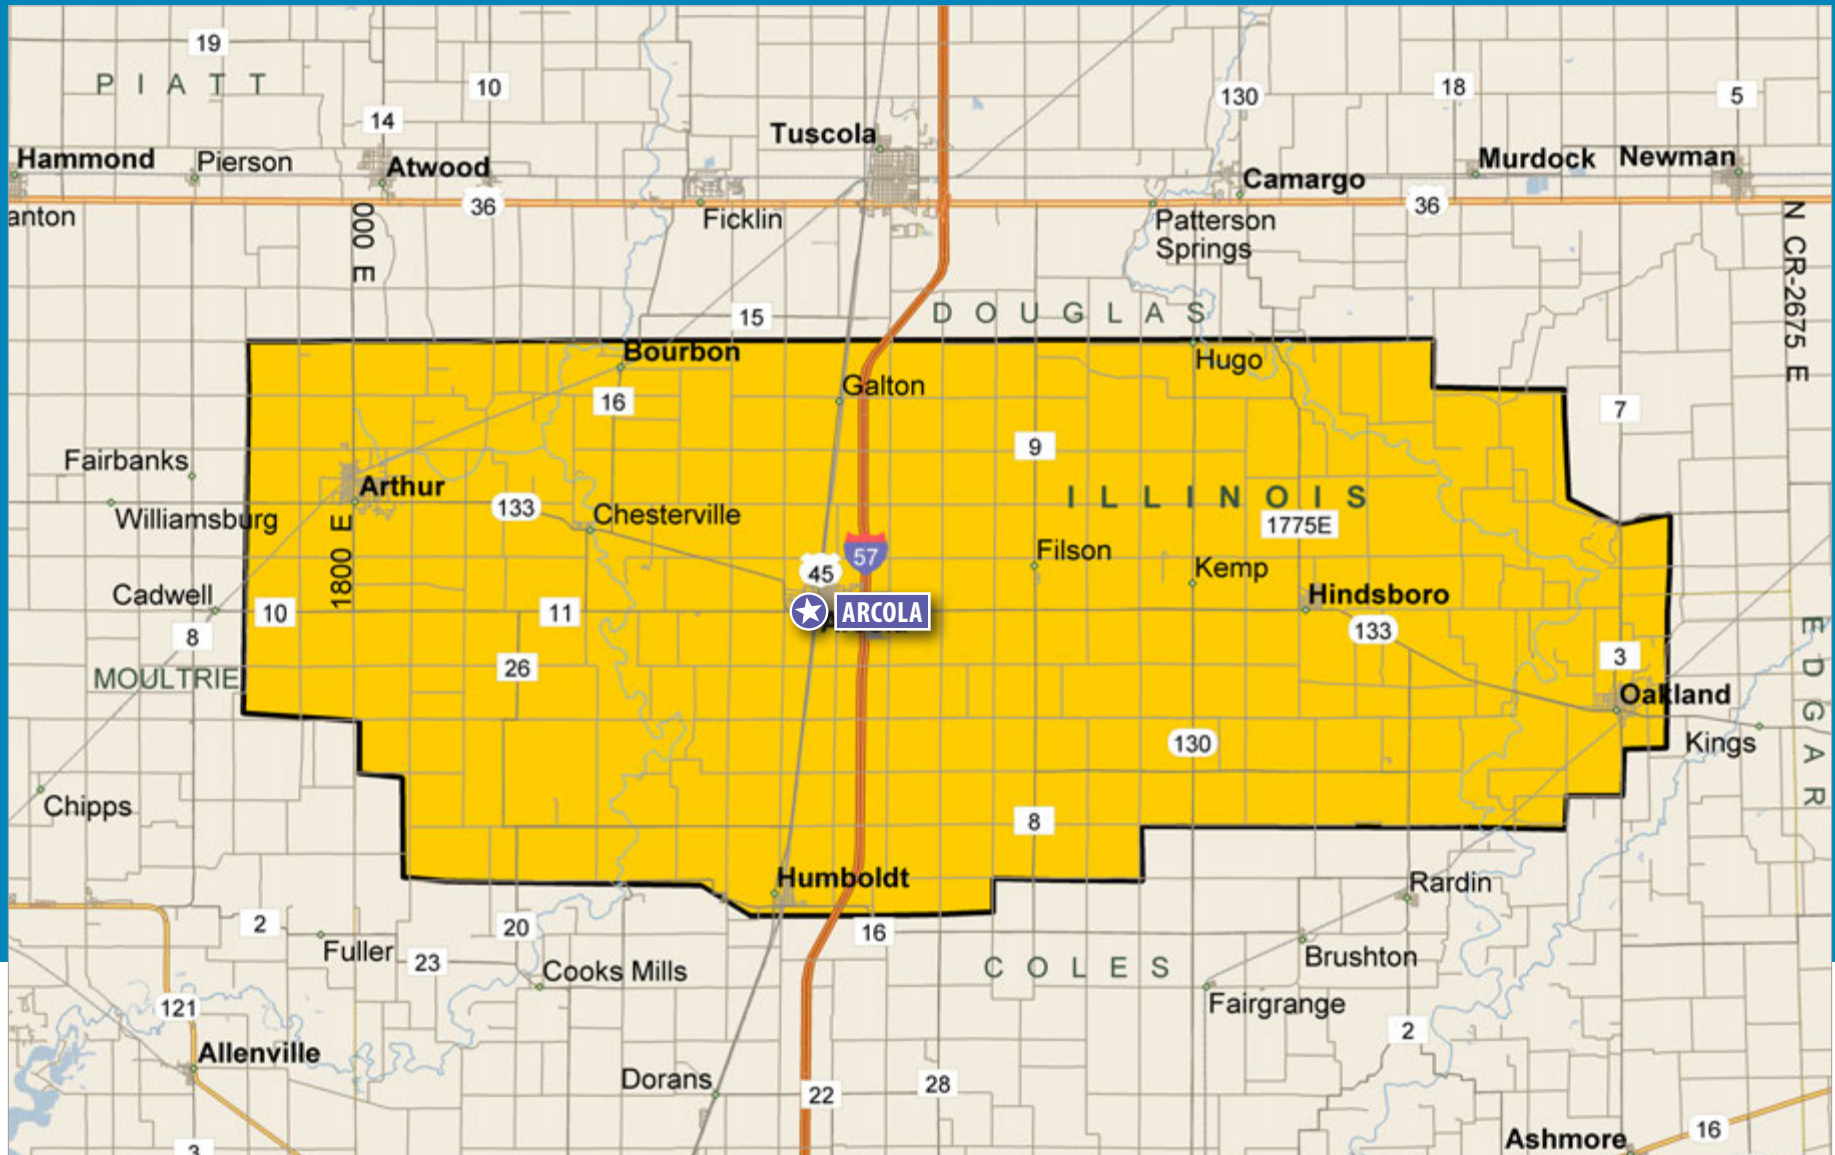 19
PIATT
10
130
18
5
14
Tuscola
Hammond
Pierson
Atwood
Murdock
Newman
Camargo
36
36
anton
Ficklin
Patterson
Springs
000 E
N CR-2675 E
15
DOUGLAS
Bourbon
Hugo
Galton
16
7
9
Fairbanks
Arthur
ILLINOIS
133
Chesterville
Williamsburg
1775E
57
Filson
1800 E
45
Kemp
Cadwell
Hindsboro
10
11
ARCOLA
133
8
EDGAR
26
3
MOULTRIE
Oakland
130
Kings
Chipps
8
Humboldt
Rardin
2
20
16
Fuller
23
Brushton
Cooks Mills
COLES
121
Fairgrange
2
Allenville
Dorans
28
22
16
Ashmore
3